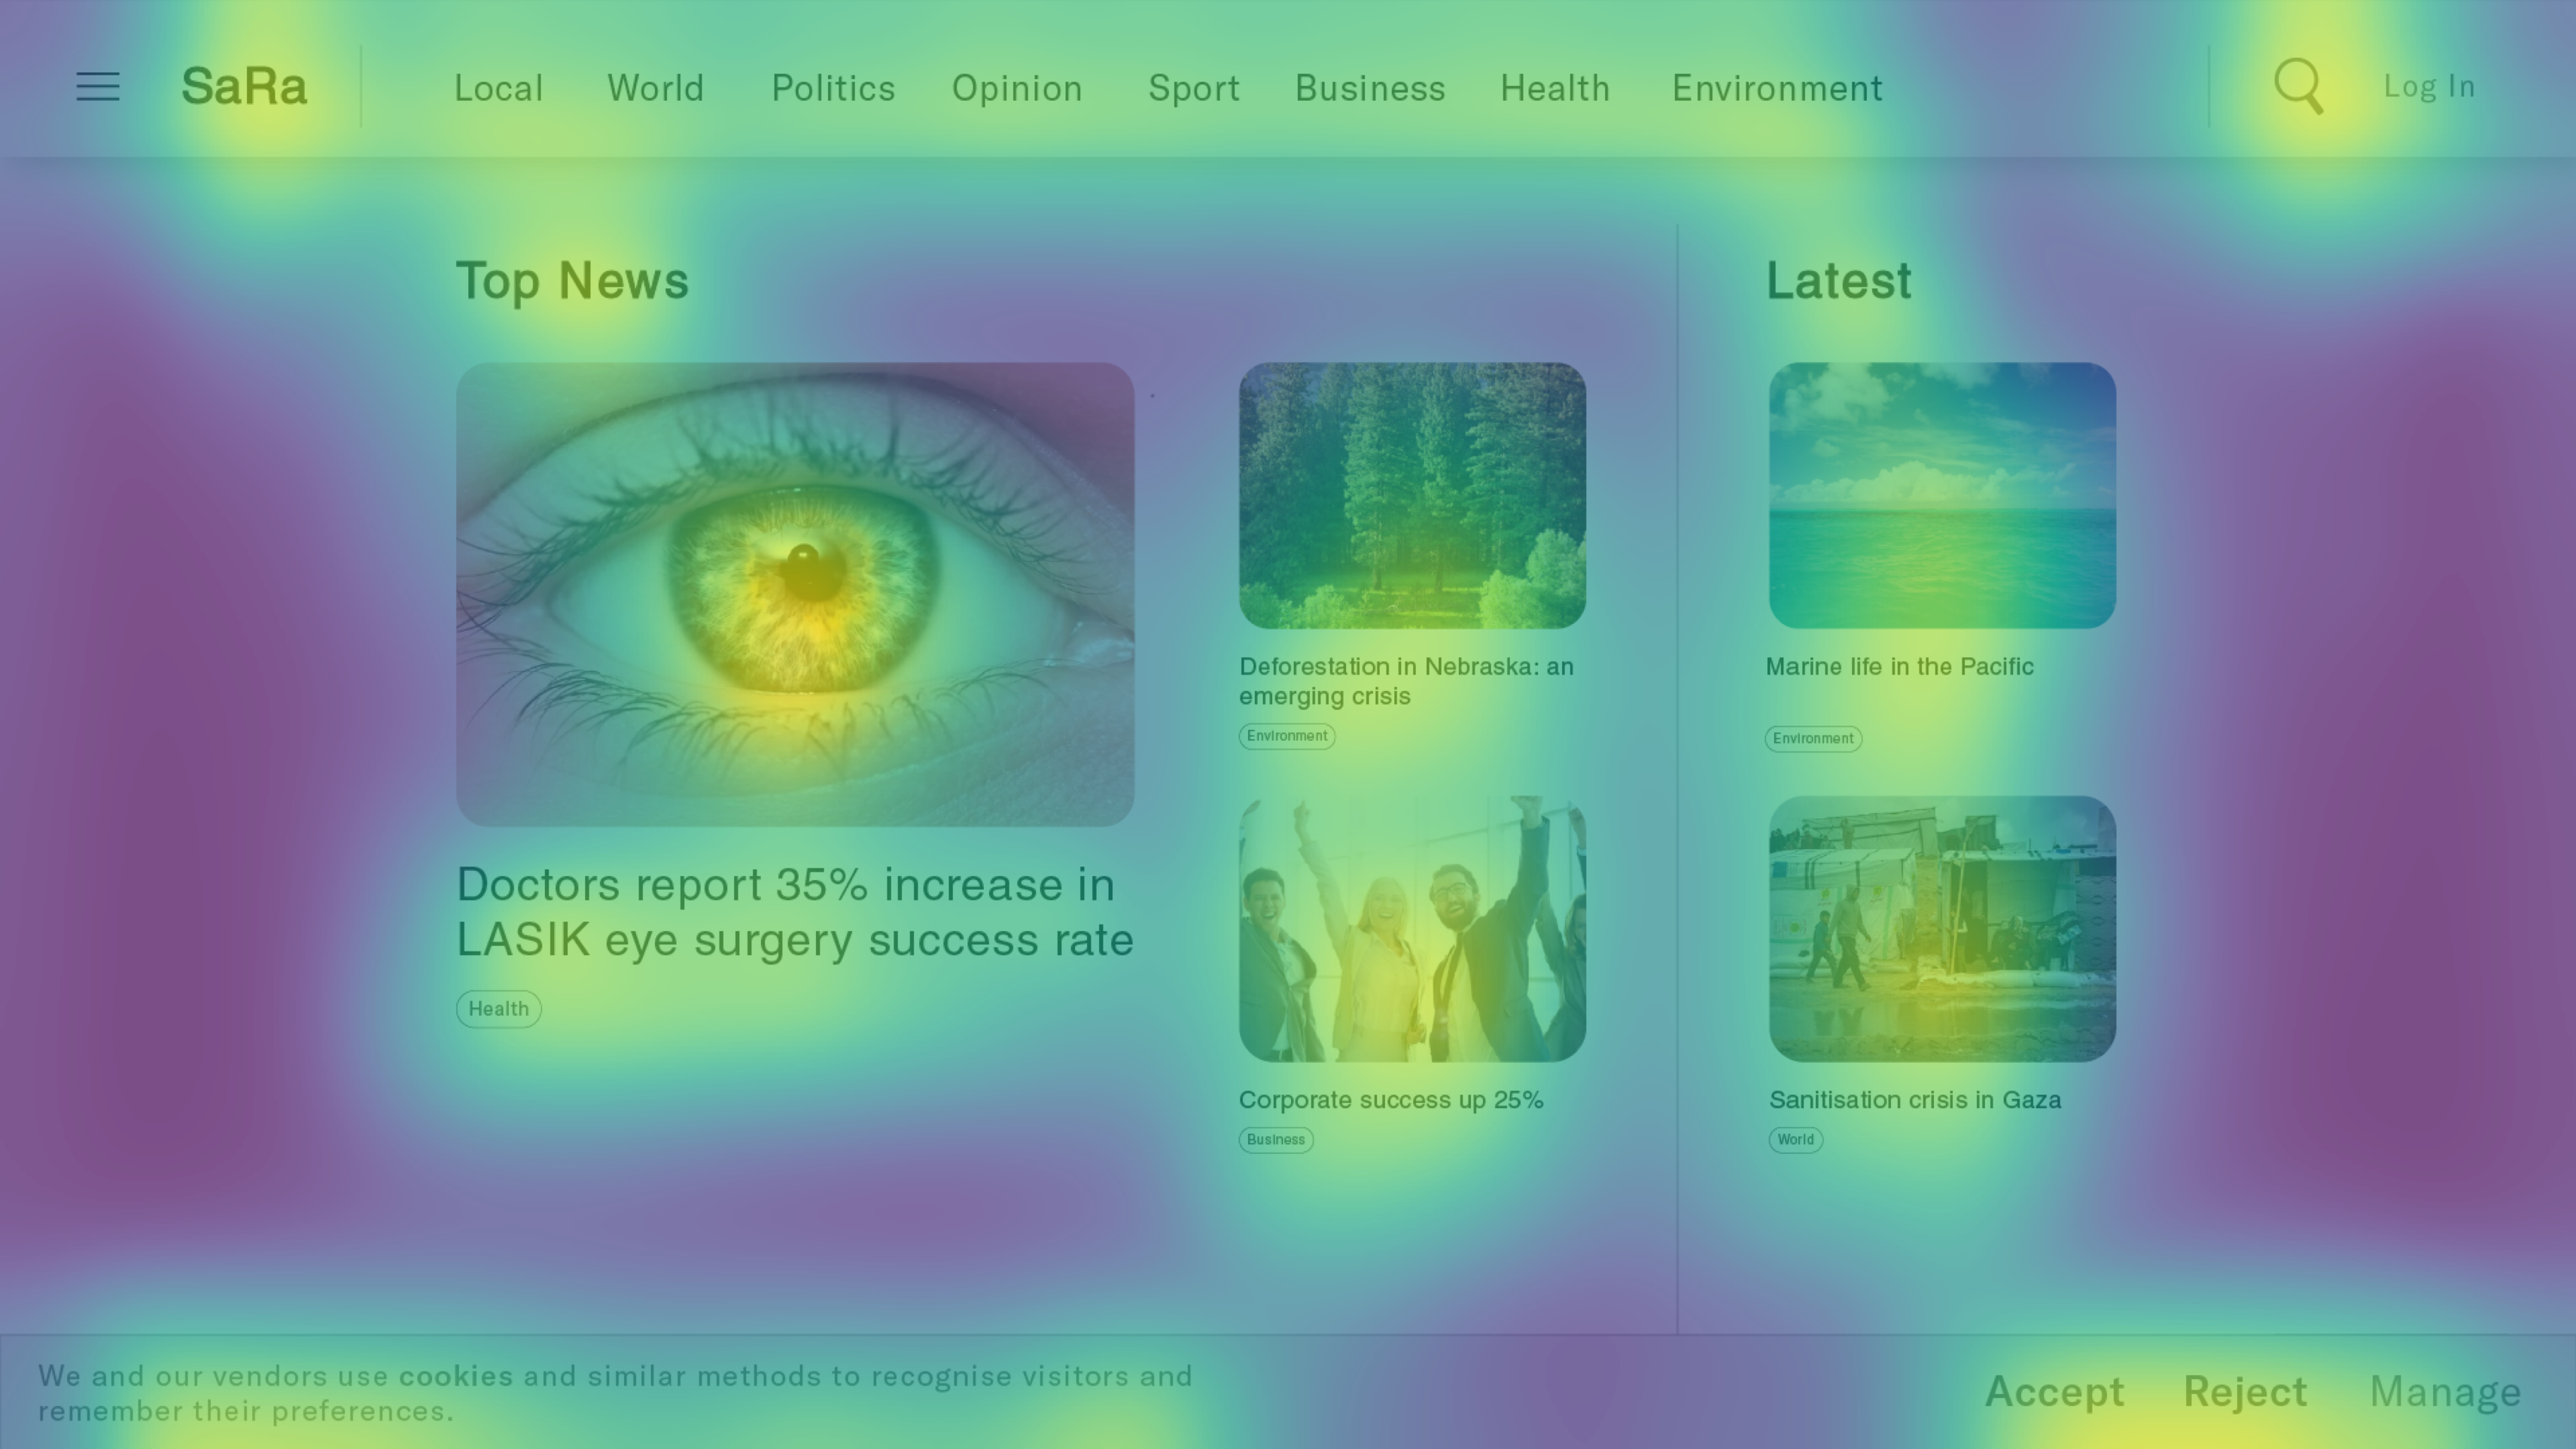 SaRa
Local
World
Politics
Opinion
Sport
Business
Health
Environment
Log In
Top News
Doctors report 35% increase in
LASIK eye surgery success rate
Health
Deforestation in Nebraska: an
emerging crisis
Environment
Corporate success up 25%
Business
Latest
Marine life in the Pacific
Environment
Sanitisation crisis in Gaza
World
We and our vendors use cookies and similar methods to recognise visitors and
remember their preferences.
Accept
Reject
Manage